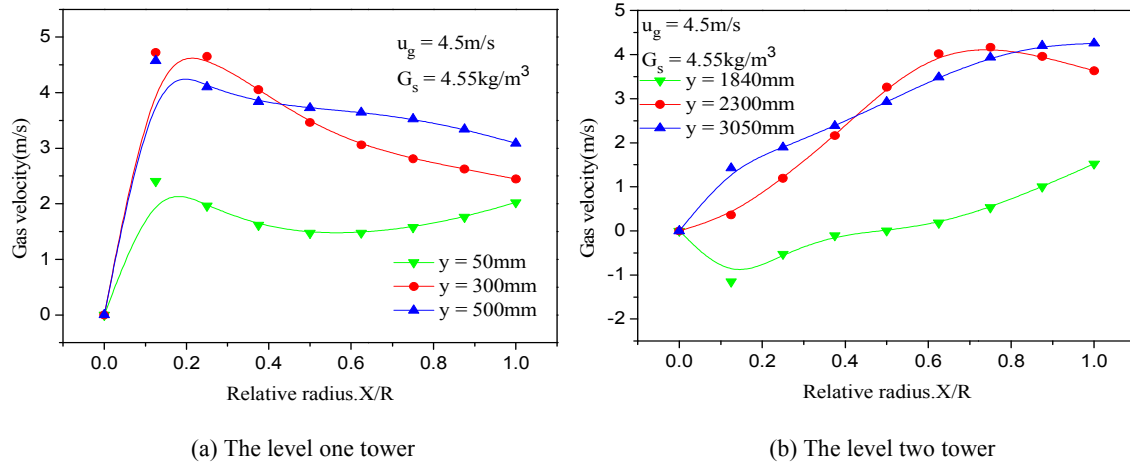 u_g = 4.5m/s
G_s = 4.55kg/m³
5
4
3
2
1
0
Gas velocity(m/s)
y = 50mm
y = 300mm
y = 500mm
0.0 0.2 0.4 0.6 0.8 1.0
Relative radius.X/R
(a) The level one tower
u_g = 4.5m/s
G_s = 4.55kg/m³
y = 1840mm
y = 2300mm
y = 3050mm
5
4
3
2
1
0
-1
-2
Gas velocity(m/s)
0.0 0.2 0.4 0.6 0.8 1.0
Relative radius.X/R
(b) The level two tower